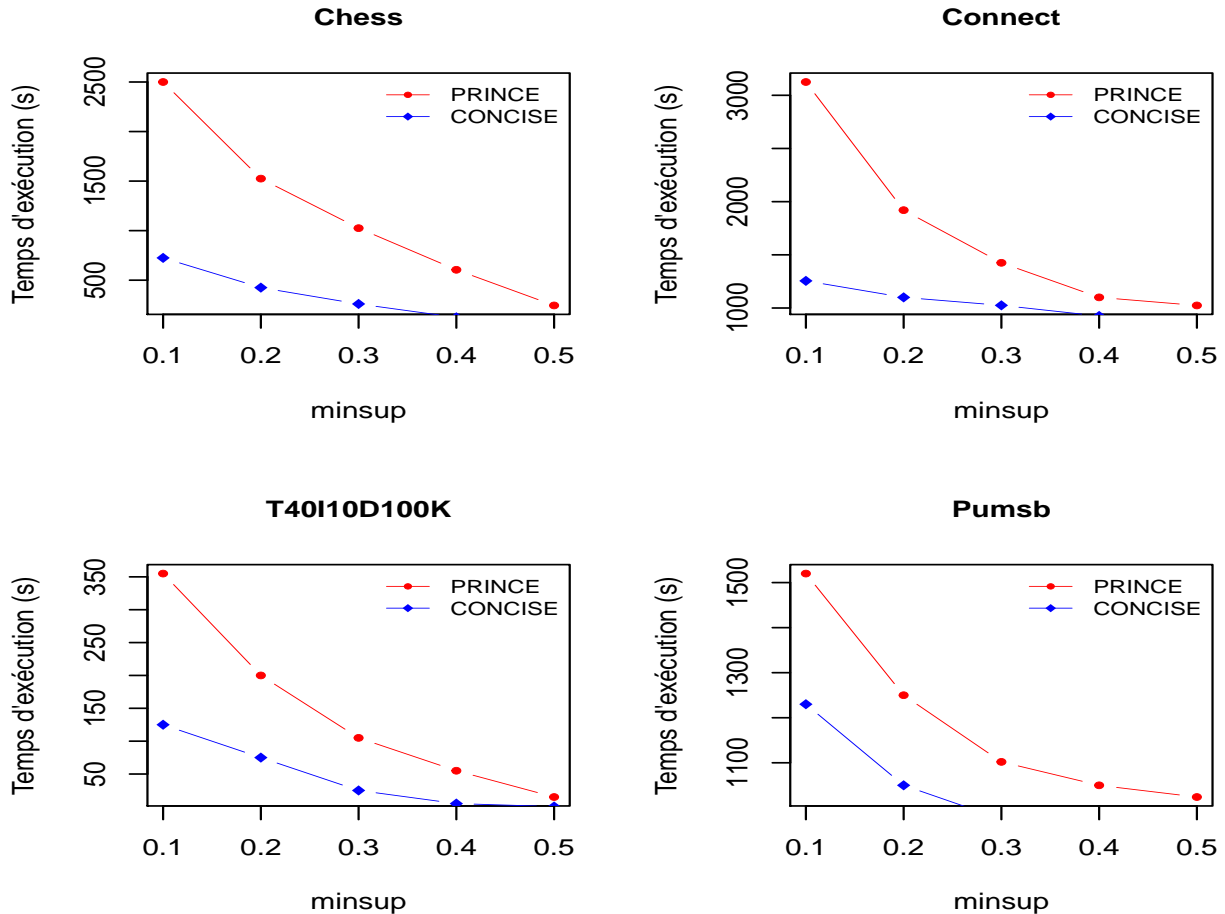 Chess
Temps d'exécution (s)
2500
1500
500
PRINCE
CONCISE
0.1 0.2 0.3 0.4 0.5
minsup
Connect
Temps d'exécution (s)
3000
2000
1000
PRINCE
CONCISE
0.1 0.2 0.3 0.4 0.5
minsup
T40I10D100K
Temps d'exécution (s)
350
250
150
50
PRINCE
CONCISE
0.1 0.2 0.3 0.4 0.5
minsup
Pumsb
Temps d'exécution (s)
1500
1300
1100
PRINCE
CONCISE
0.1 0.2 0.3 0.4 0.5
minsup